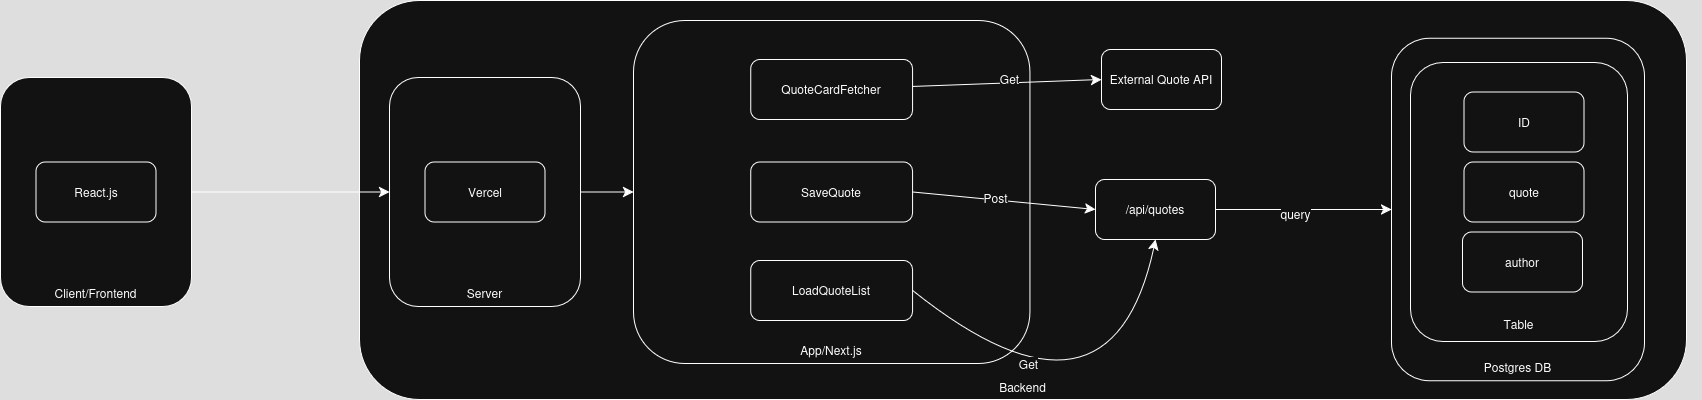 React.js
Client/Frontend
Vercel
Server
QuoteCardFetcher
SaveQuote
LoadQuoteList
App/Next.js
Get
Post
Get
External Quote API
/api/quotes
query
ID
quote
author
Table
Postgres DB
Backend